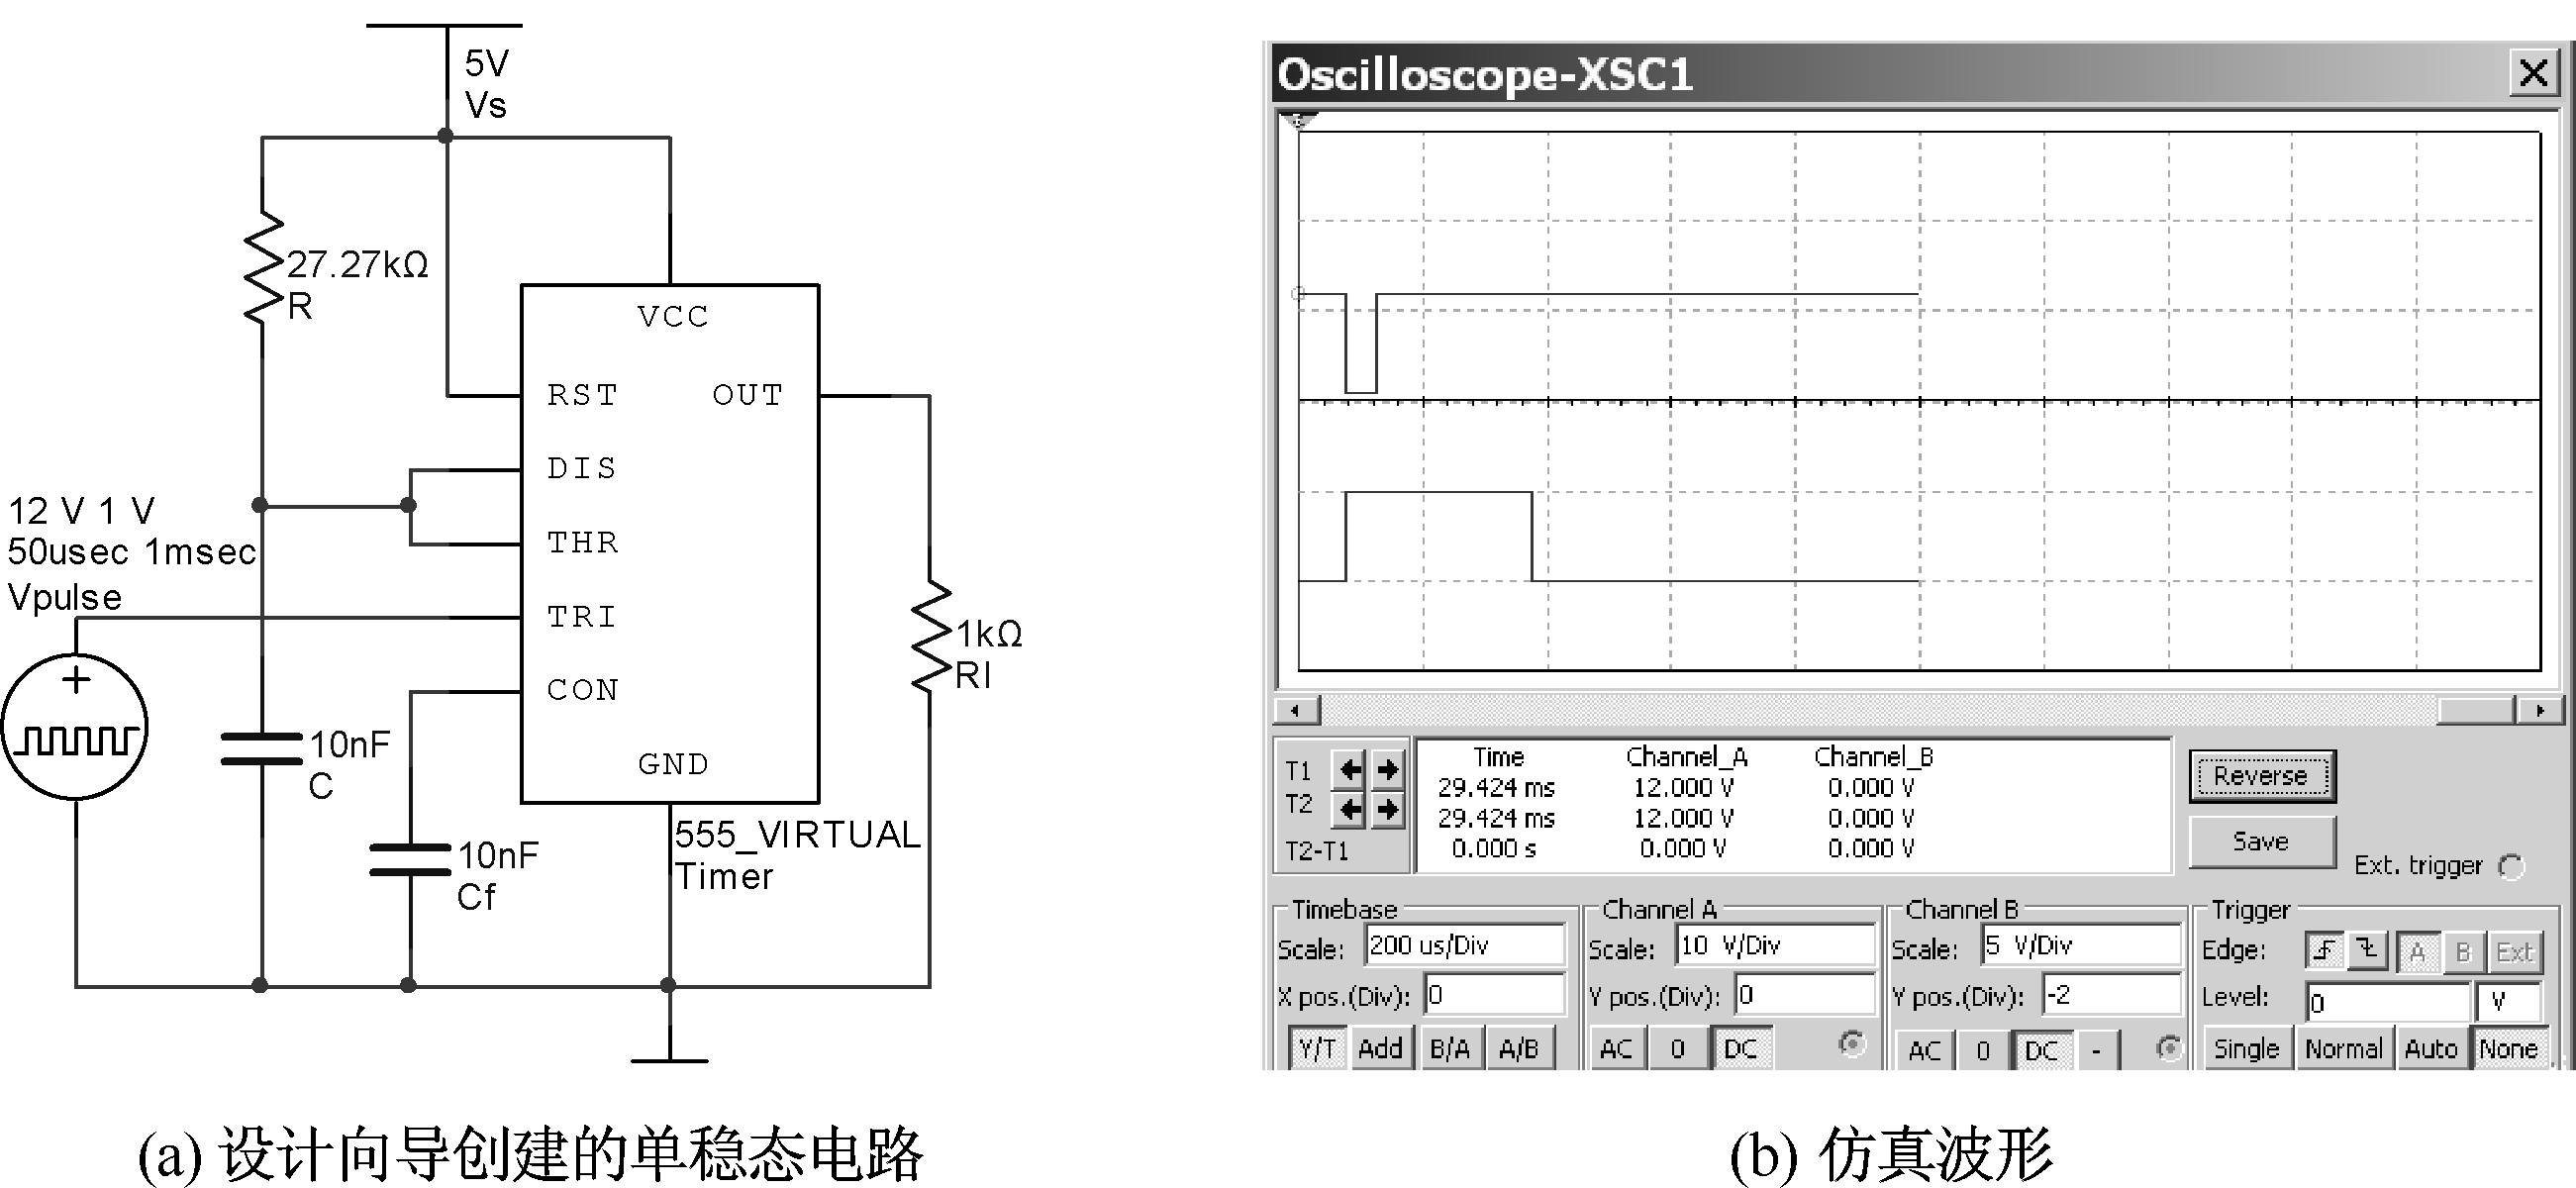 5V
Vs
27.27kΩ
R
VCC
RST OUT
DIS
THR
TRI
CON
GND
12 V 1 V
50usec 1msec
Vpulse
1kΩ
Rl
10nF
C
10nF
Cf
555_VIRTUAL
Timer
(a) 设计向导创建的单稳态电路
Oscilloscope-XSC1
Time Channel_A Channel_B
T1 29.424 ms 12.000 V 0.000 V
T2 29.424 ms 12.000 V 0.000 V
T2-T1 0.000 s 0.000 V 0.000 V
Reverse
Save
Ext. trigger
Timebase
Scale: 200 us/Div
X pos.(Div): 0
Y/T Add B/A A/B
Channel A
Scale: 10 V/Div
Y pos.(Div): 0
AC 0 DC
Channel B
Scale: 5 V/Div
Y pos.(Div): -2
AC 0 DC -
Trigger
Edge: A B Ext
Level: 0 V
Single Normal Auto None
(b) 仿真波形